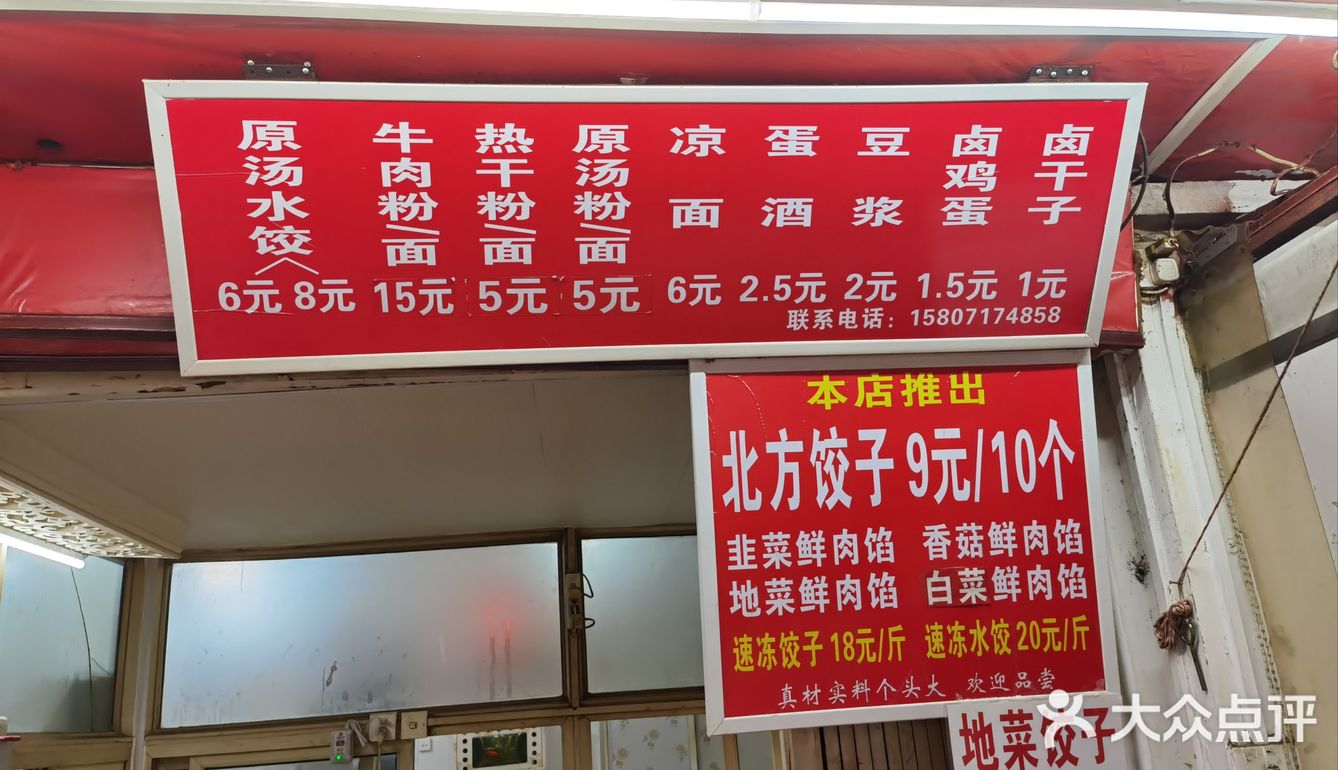 原汤水饺 6元 8元
牛肉粉/面 15元
热干粉/面 5元
原汤粉/面 5元
凉面 6元
蛋酒 2.5元
豆浆 2元
卤鸡蛋 1.5元
卤干子 1元
联系电话：15807174858
本店推出
北方饺子 9元/10个
韭菜鲜肉馅 香菇鲜肉馅
地菜鲜肉馅 白菜鲜肉馅
速冻饺子 18元/斤 速冻水饺 20元/斤
真材实料个头大 欢迎品尝
地菜饺子
大众点评